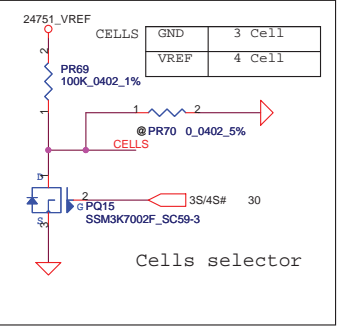 24751_VREF
CELLS GND 3 Cell
VREF 4 Cell
2
PR69
100K_0402_1%
1
1 2
@PR70 0_0402_5%
CELLS
D
1
2 3S/4S# 30
G PQ15
S SSM3K7002F_SC59-3
3
Cells selector